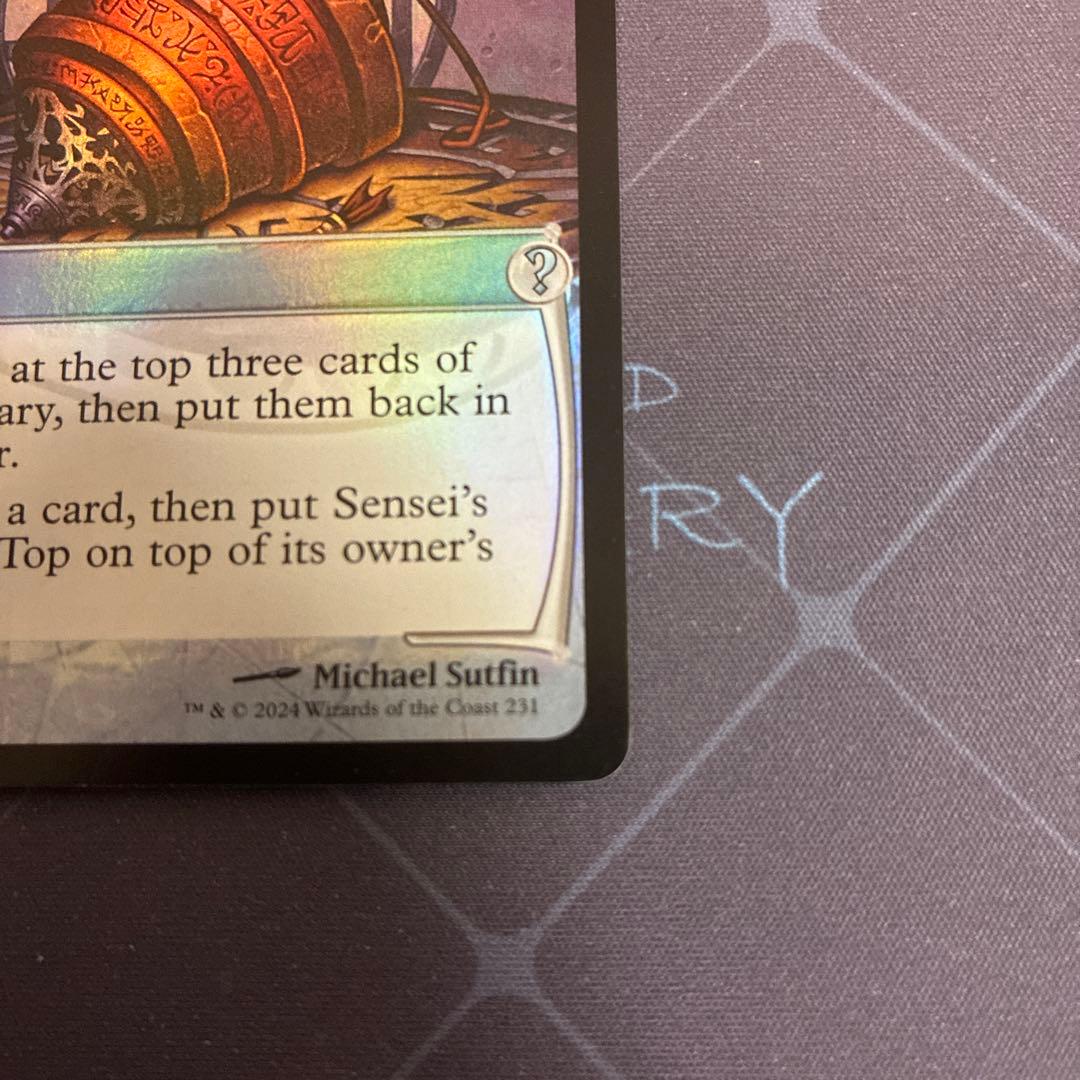 ?
at the top three cards of
ary, then put them back in
r.
a card, then put Sensei's
Top on top of its owner's
Michael Sutfin
™ & © 2024 Wizards of the Coast 231
D
RY